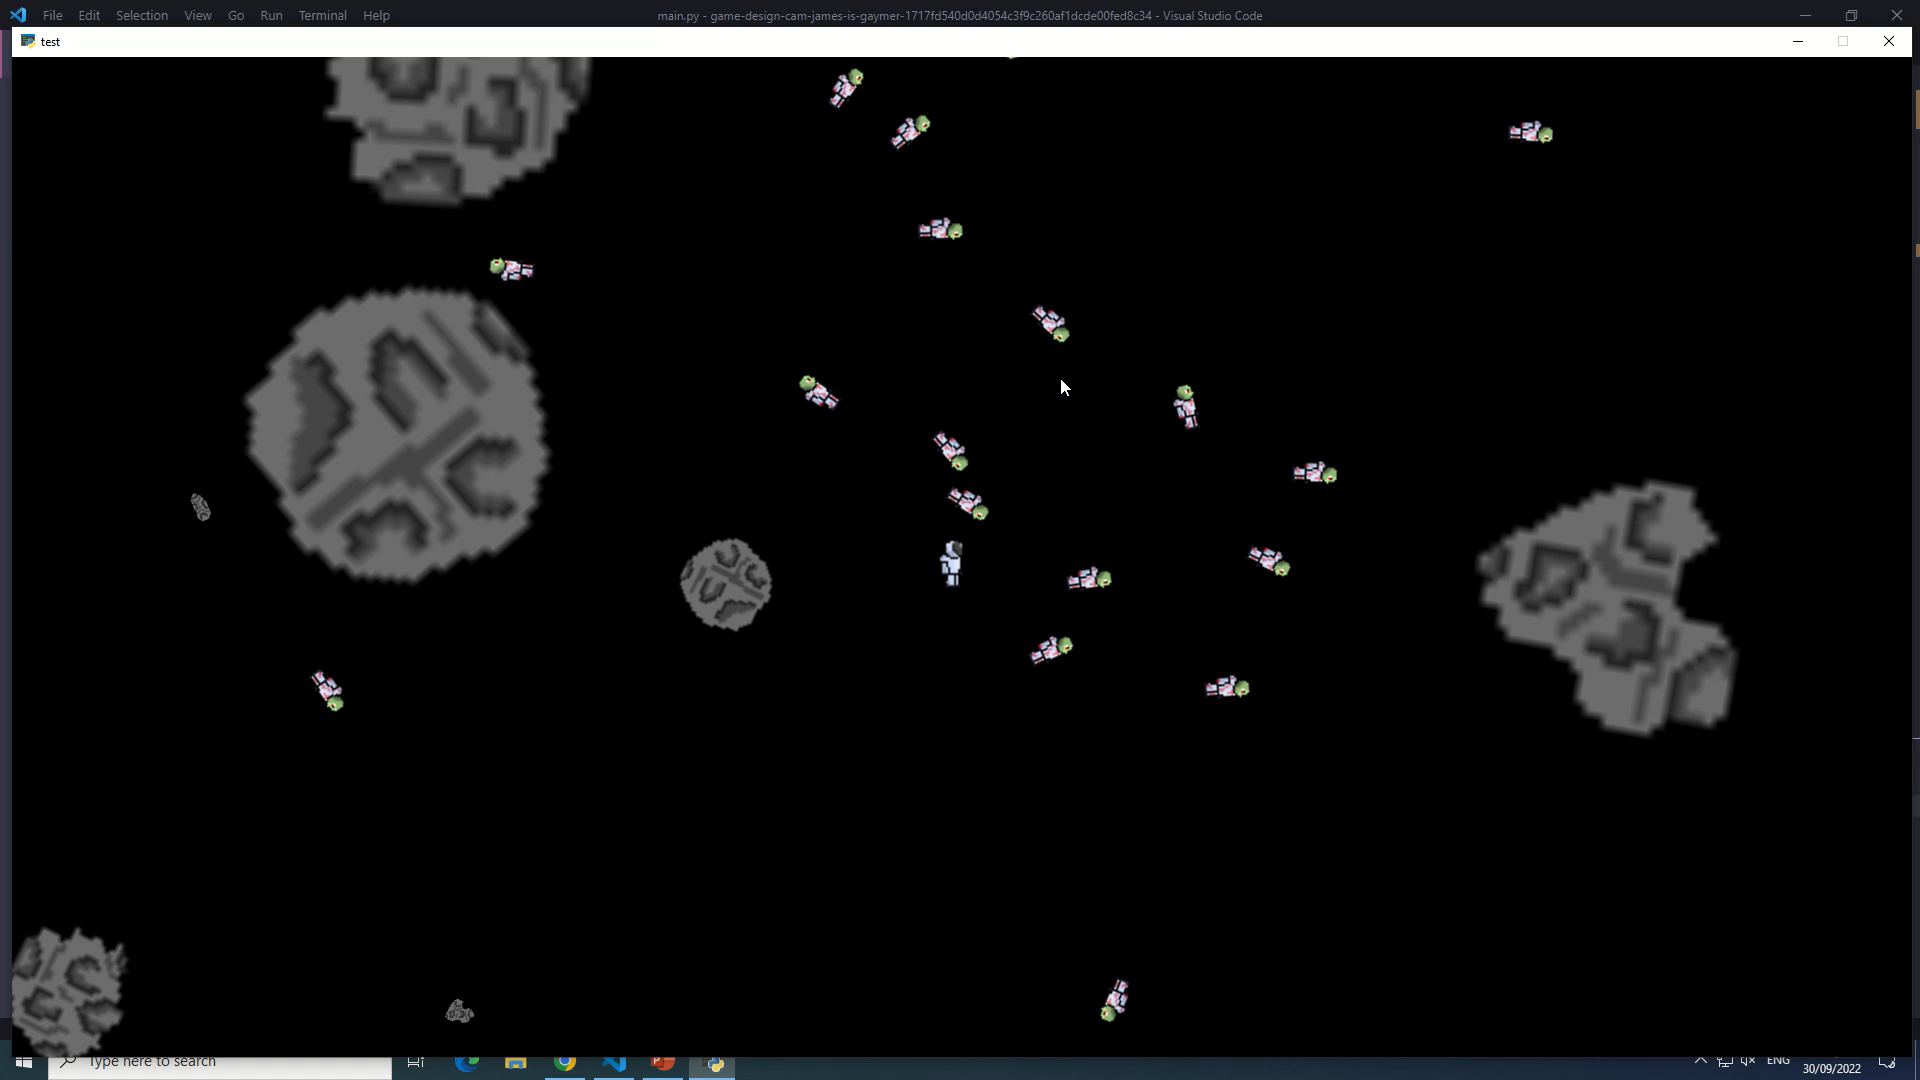 File Edit Selection View Go Run Terminal Help
main.py - game-design-cam-james-is-gaymer-1717fd540d0d4054c3f9c260af1dcde00fed8c34 - Visual Studio Code
test
Type here to search
ENG
30/09/2022